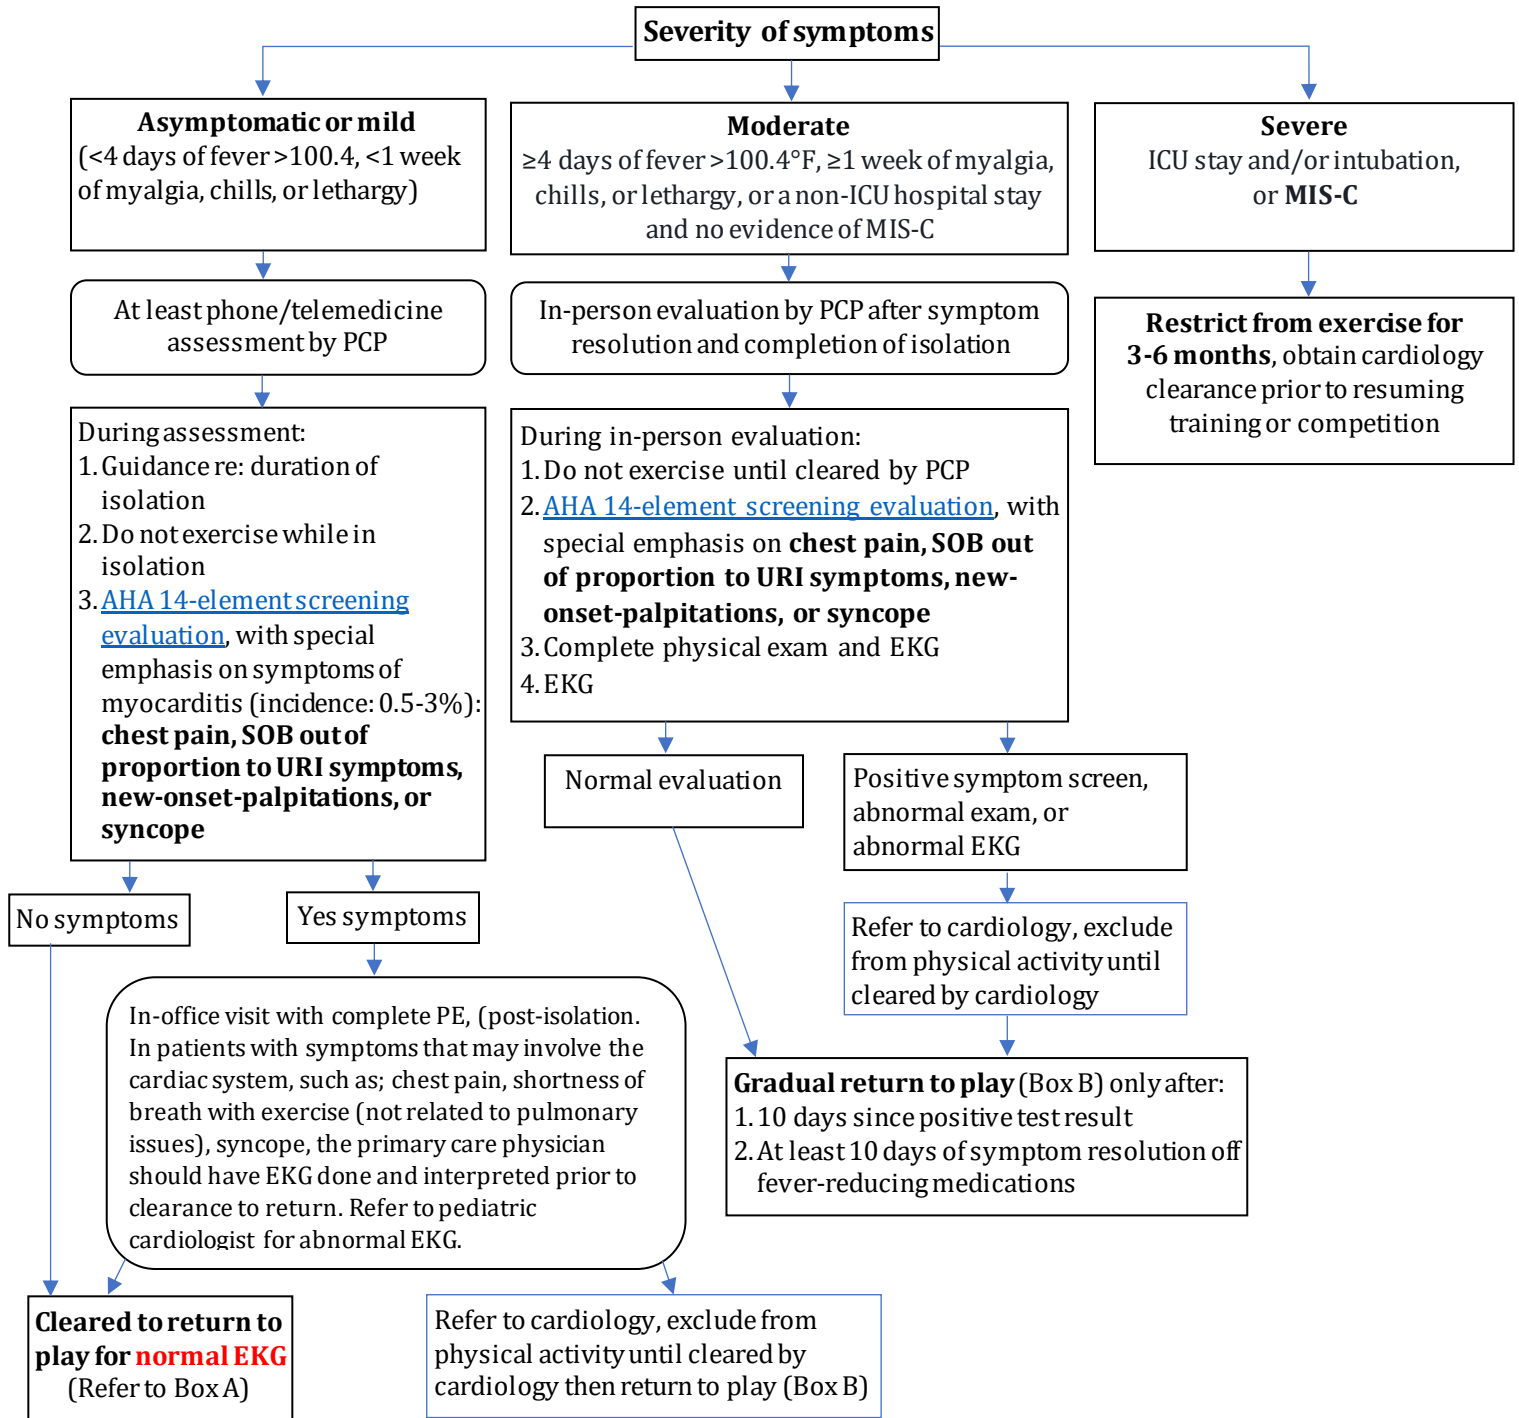 Severity of symptoms
Asymptomatic or mild
(<4 days of fever >100.4, <1 week
of myalgia, chills, or lethargy)
Moderate
≥4 days of fever >100.4°F, ≥1 week of myalgia,
chills, or lethargy, or a non-ICU hospital stay
and no evidence of MIS-C
Severe
ICU stay and/or intubation,
or MIS-C
At least phone/telemedicine
assessment by PCP
In-person evaluation by PCP after symptom
resolution and completion of isolation
Restrict from exercise for
3-6 months, obtain cardiology
clearance prior to resuming
training or competition
During assessment:
1. Guidance re: duration of
isolation
2. Do not exercise while in
isolation
3. AHA 14-element screening
evaluation, with special
emphasis on symptoms of
myocarditis (incidence: 0.5-3%):
chest pain, SOB out of
proportion to URI symptoms,
new-onset-palpitations, or
syncope
During in-person evaluation:
1. Do not exercise until cleared by PCP
2. AHA 14-element screening evaluation, with
special emphasis on chest pain, SOB out
of proportion to URI symptoms, new-
onset-palpitations, or syncope
3. Complete physical exam and EKG
4. EKG
Normal evaluation
Positive symptom screen,
abnormal exam, or
abnormal EKG
No symptoms
Yes symptoms
Refer to cardiology, exclude
from physical activity until
cleared by cardiology
In-office visit with complete PE, (post-isolation.
In patients with symptoms that may involve the
cardiac system, such as; chest pain, shortness of
breath with exercise (not related to pulmonary
issues), syncope, the primary care physician
should have EKG done and interpreted prior to
clearance to return. Refer to pediatric
cardiologist for abnormal EKG.
Gradual return to play (Box B) only after:
1. 10 days since positive test result
2. At least 10 days of symptom resolution off
fever-reducing medications
Cleared to return to
play for normal EKG
(Refer to Box A)
Refer to cardiology, exclude from
physical activity until cleared by
cardiology then return to play (Box B)